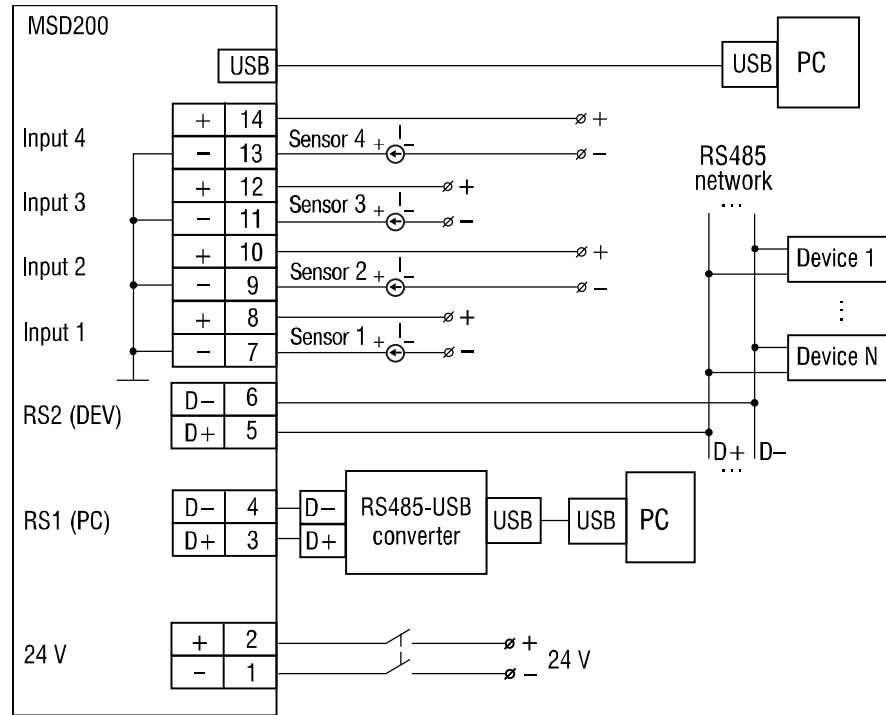 MSD200
USB
USB PC
Input 4 + 14 +
− 13 Sensor 4 + I − −
Input 3 + 12 +
− 11 Sensor 3 + I − −
Input 2 + 10 +
− 9 Sensor 2 + I − −
Input 1 + 8 +
− 7 Sensor 1 + I − −
RS485
network
...
Device 1
...
Device N
D+ D−
...
RS2 (DEV) D− 6
D+ 5
RS1 (PC) D− 4 D− RS485-USB USB USB PC
D+ 3 D+ converter
24 V + 2 +
− 1 − 24 V